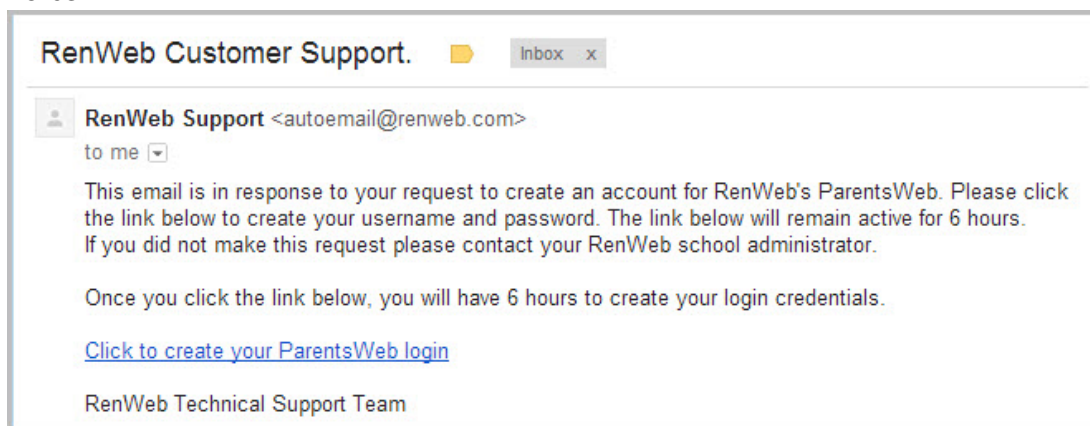 RenWeb Customer Support.
Inbox x
RenWeb Support <autoemail@renweb.com>
to me
This email is in response to your request to create an account for RenWeb's ParentsWeb. Please click
the link below to create your username and password. The link below will remain active for 6 hours.
If you did not make this request please contact your RenWeb school administrator.
Once you click the link below, you will have 6 hours to create your login credentials.
Click to create your ParentsWeb login
RenWeb Technical Support Team